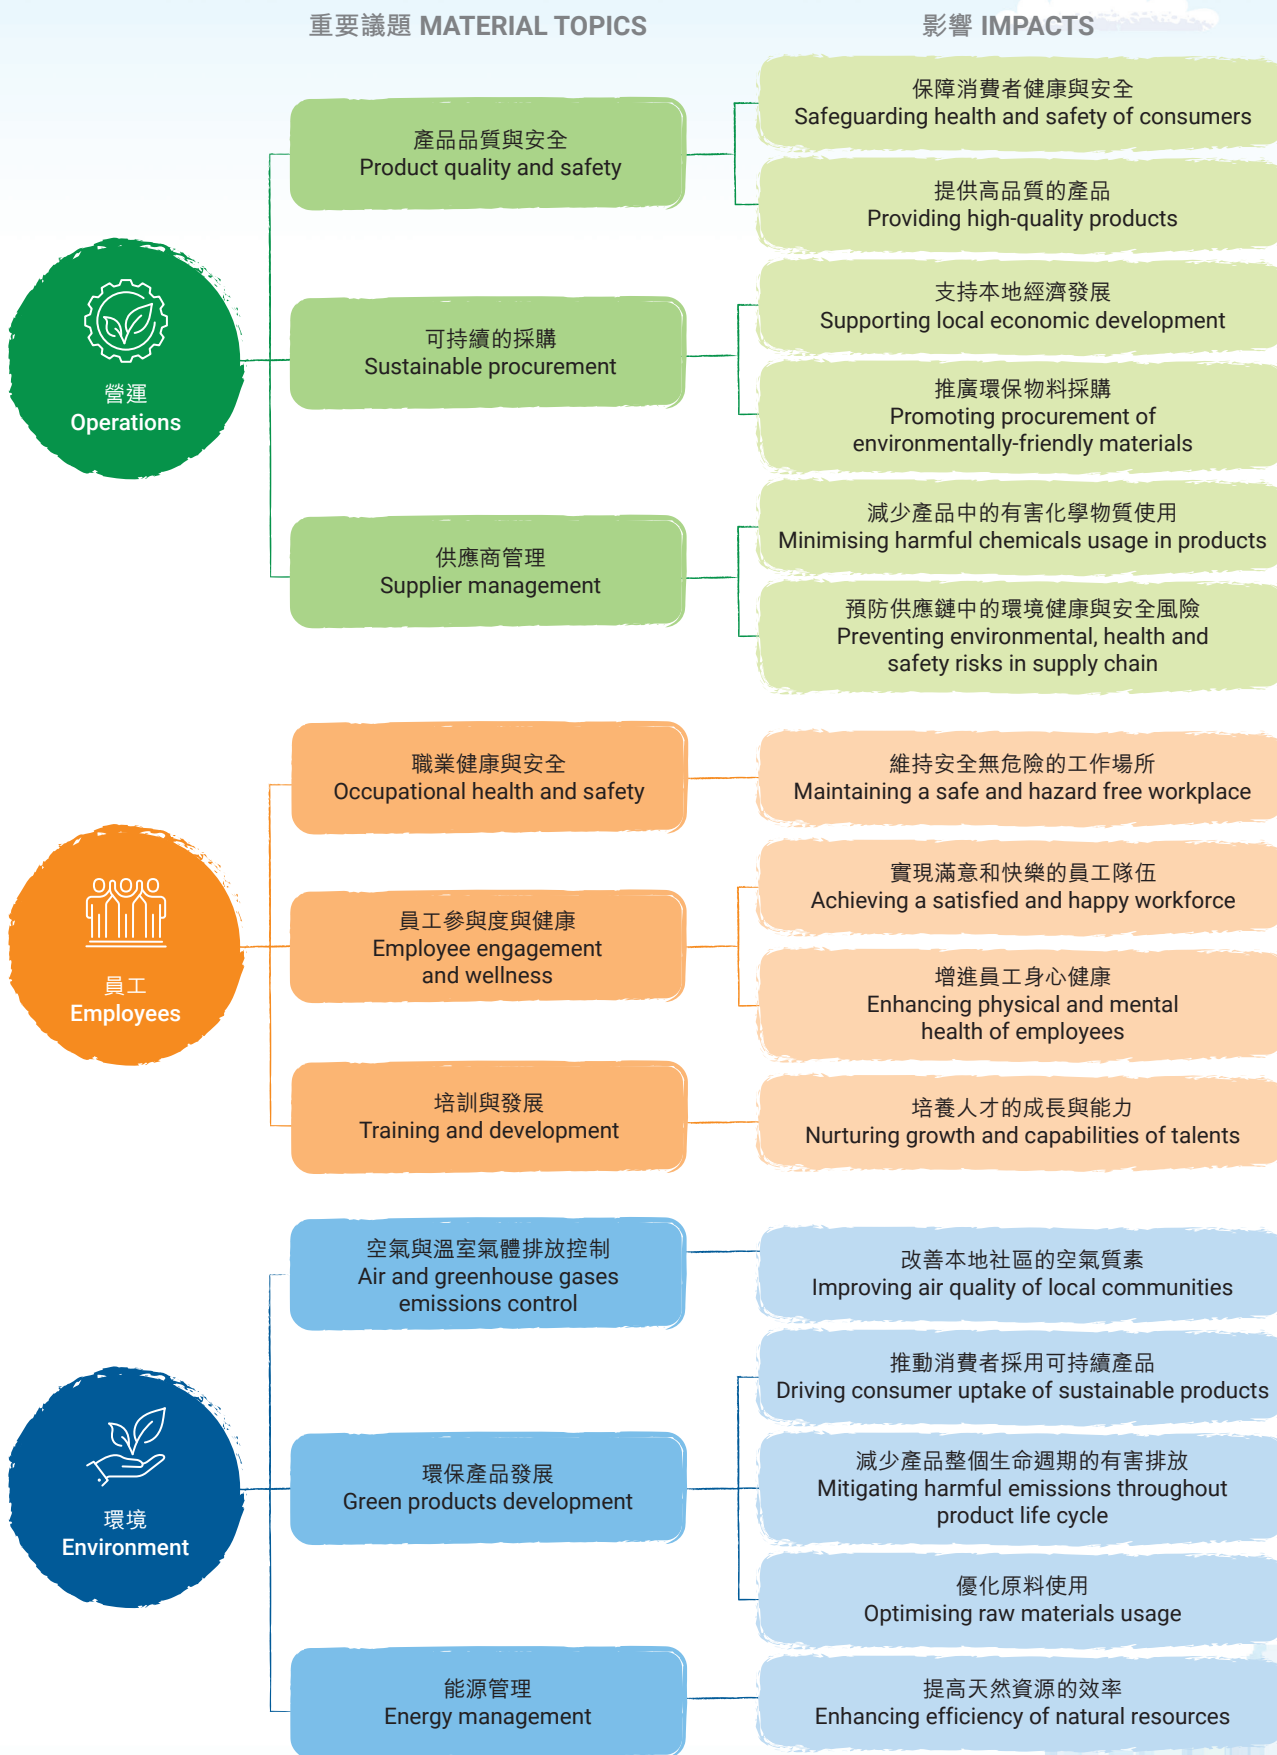 重要議題 MATERIAL TOPICS
影響 IMPACTS
營運
Operations
產品品質與安全
Product quality and safety
保障消費者健康與安全
Safeguarding health and safety of consumers
提供高品質的產品
Providing high-quality products
可持續的採購
Sustainable procurement
支持本地經濟發展
Supporting local economic development
推廣環保物料採購
Promoting procurement of
environmentally-friendly materials
供應商管理
Supplier management
減少產品中的有害化學物質使用
Minimising harmful chemicals usage in products
預防供應鏈中的環境健康與安全風險
Preventing environmental, health and
safety risks in supply chain
員工
Employees
職業健康與安全
Occupational health and safety
維持安全無危險的工作場所
Maintaining a safe and hazard free workplace
員工參與度與健康
Employee engagement
and wellness
實現滿意和快樂的員工隊伍
Achieving a satisfied and happy workforce
增進員工身心健康
Enhancing physical and mental
health of employees
培訓與發展
Training and development
培養人才的成長與能力
Nurturing growth and capabilities of talents
環境
Environment
空氣與溫室氣體排放控制
Air and greenhouse gases
emissions control
改善本地社區的空氣質素
Improving air quality of local communities
環保產品發展
Green products development
推動消費者採用可持續產品
Driving consumer uptake of sustainable products
減少產品整個生命週期的有害排放
Mitigating harmful emissions throughout
product life cycle
優化原料使用
Optimising raw materials usage
能源管理
Energy management
提高天然資源的效率
Enhancing efficiency of natural resources